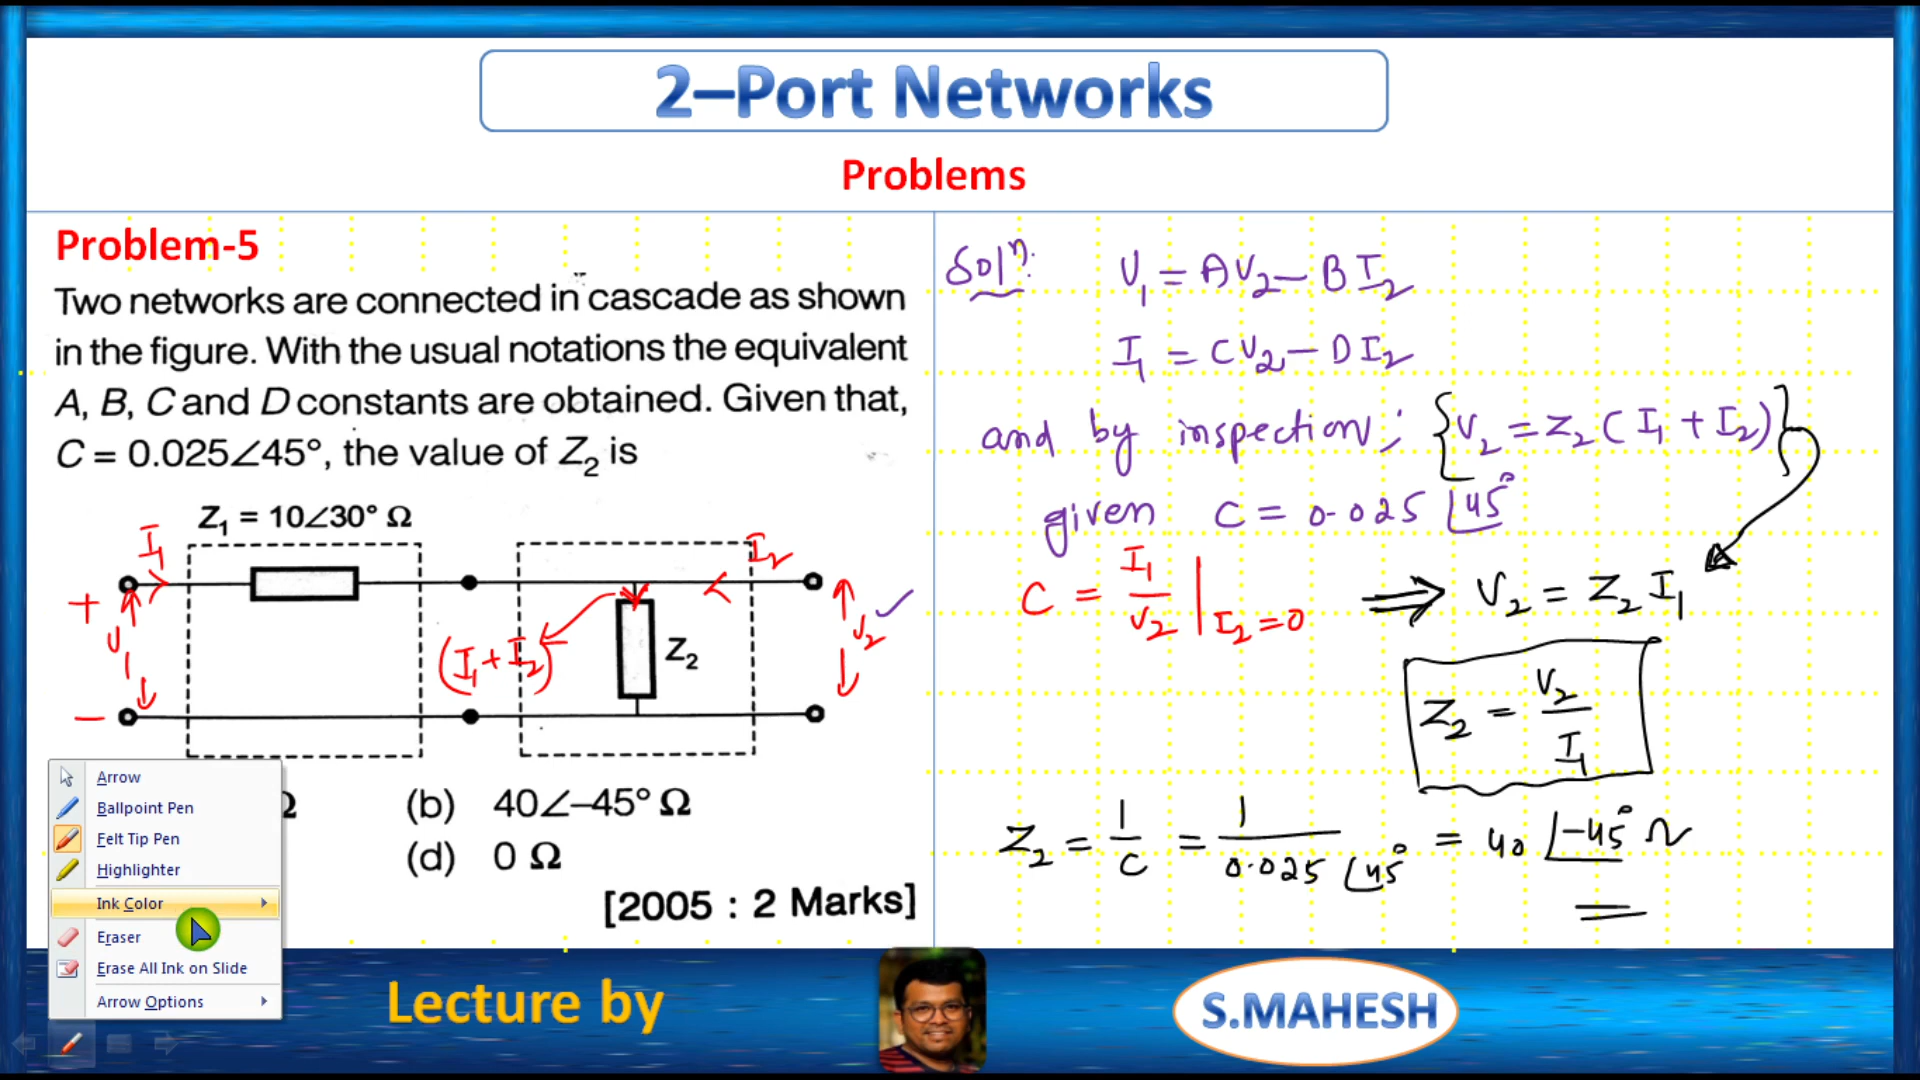 2–Port Networks
Problems
Problem-5
Two networks are connected in cascade as shown
in the figure. With the usual notations the equivalent
A, B, C and D constants are obtained. Given that,
C = 0.025∠45°, the value of Z₂ is
Z₁ = 10∠30° Ω
I₁
I₂
+
V₁
−
(I₁+I₂)
Z₂
V₂
Ω
(b) 40∠–45° Ω
(d) 0 Ω
[2005 : 2 Marks]
Solⁿ:
V₁ = AV₂ − BI₂
I₁ = CV₂ − DI₂
and by inspection; {V₂ = Z₂ (I₁ + I₂)}
given C = 0.025 ∠45°
C = I₁/V₂ | I₂=0 ⇒ V₂ = Z₂ I₁
Z₂ = V₂/I₁
Z₂ = 1/C = 1/0.025 ∠45° = 40 ∠−45° Ω
Arrow
Ballpoint Pen
Felt Tip Pen
Highlighter
Ink Color
Eraser
Erase All Ink on Slide
Arrow Options
Lecture by
S.MAHESH